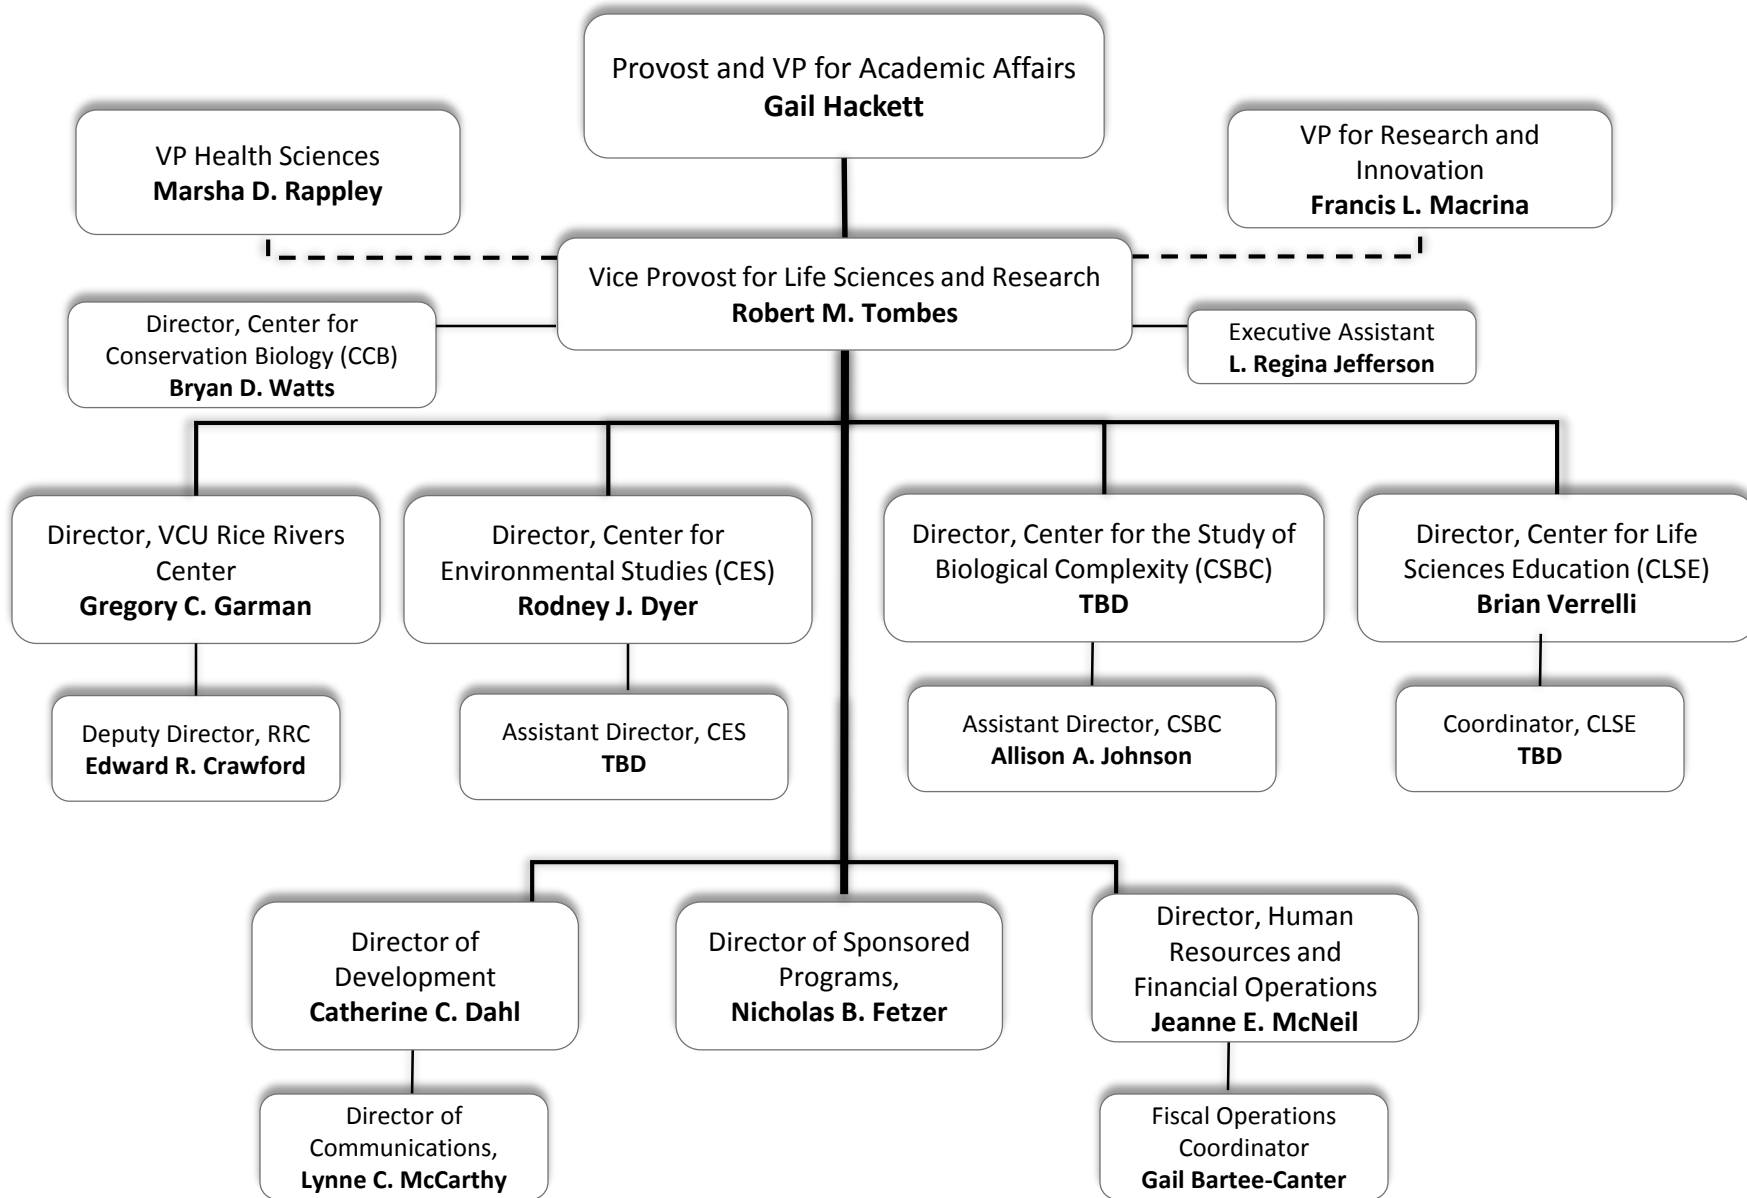 Provost and VP for Academic Affairs
Gail Hackett
VP Health Sciences
Marsha D. Rappley
VP for Research and
Innovation
Francis L. Macrina
Vice Provost for Life Sciences and Research
Robert M. Tombes
Director, Center for
Conservation Biology (CCB)
Bryan D. Watts
Executive Assistant
L. Regina Jefferson
Director, VCU Rice Rivers
Center
Gregory C. Garman
Director, Center for
Environmental Studies (CES)
Rodney J. Dyer
Director, Center for the Study of
Biological Complexity (CSBC)
TBD
Director, Center for Life
Sciences Education (CLSE)
Brian Verrelli
Deputy Director, RRC
Edward R. Crawford
Assistant Director, CES
TBD
Assistant Director, CSBC
Allison A. Johnson
Coordinator, CLSE
TBD
Director of
Development
Catherine C. Dahl
Director of Sponsored
Programs,
Nicholas B. Fetzer
Director, Human
Resources and
Financial Operations
Jeanne E. McNeil
Director of
Communications,
Lynne C. McCarthy
Fiscal Operations
Coordinator
Gail Bartee-Canter